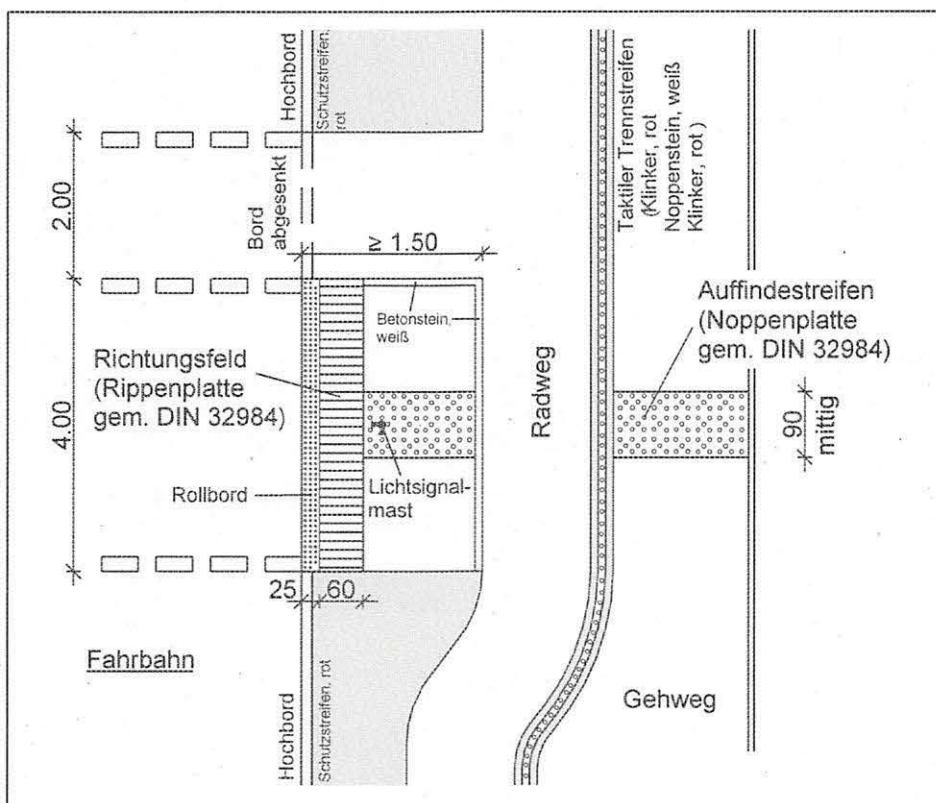 Hochbord
Schutzstreifen,
rot
Taktiler Trennstreifen
(Klinker, rot
Noppenstein, weiß
Klinker, rot )
2.00
Bord
abgesenkt
≥ 1.50
Betonstein,
weiß
Auffindestreifen
(Noppenplatte
gem. DIN 32984)
Richtungsfeld
(Rippenplatte
gem. DIN 32984)
4.00
Radweg
90
mittig
Rollbord
Lichtsignal-
mast
25
60
Fahrbahn
Hochbord
Schutzstreifen, rot
Gehweg